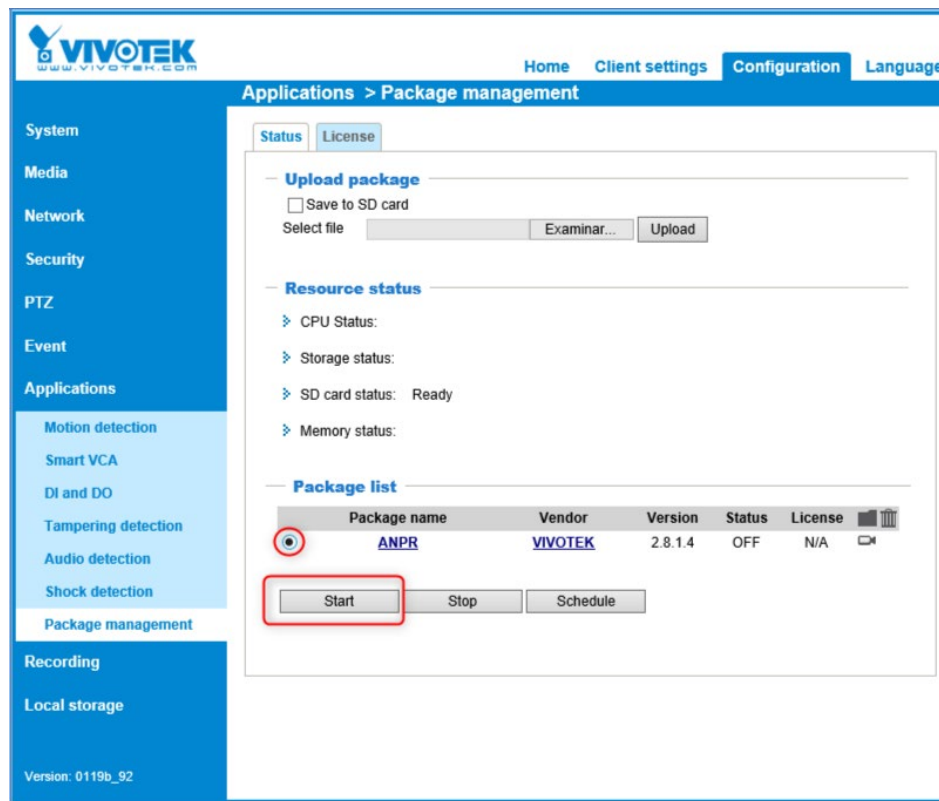 VIVOTEK
www.vivotek.com
Home Client settings Configuration Language
Applications > Package management
System
Media
Network
Security
PTZ
Event
Applications
Motion detection
Smart VCA
DI and DO
Tampering detection
Audio detection
Shock detection
Package management
Recording
Local storage
Version: 0119b_92
Status License
Upload package
Save to SD card
Select file Examinar... Upload
Resource status
CPU Status:
Storage status:
SD card status: Ready
Memory status:
Package list
Package name Vendor Version Status License
ANPR VIVOTEK 2.8.1.4 OFF N/A
Start Stop Schedule